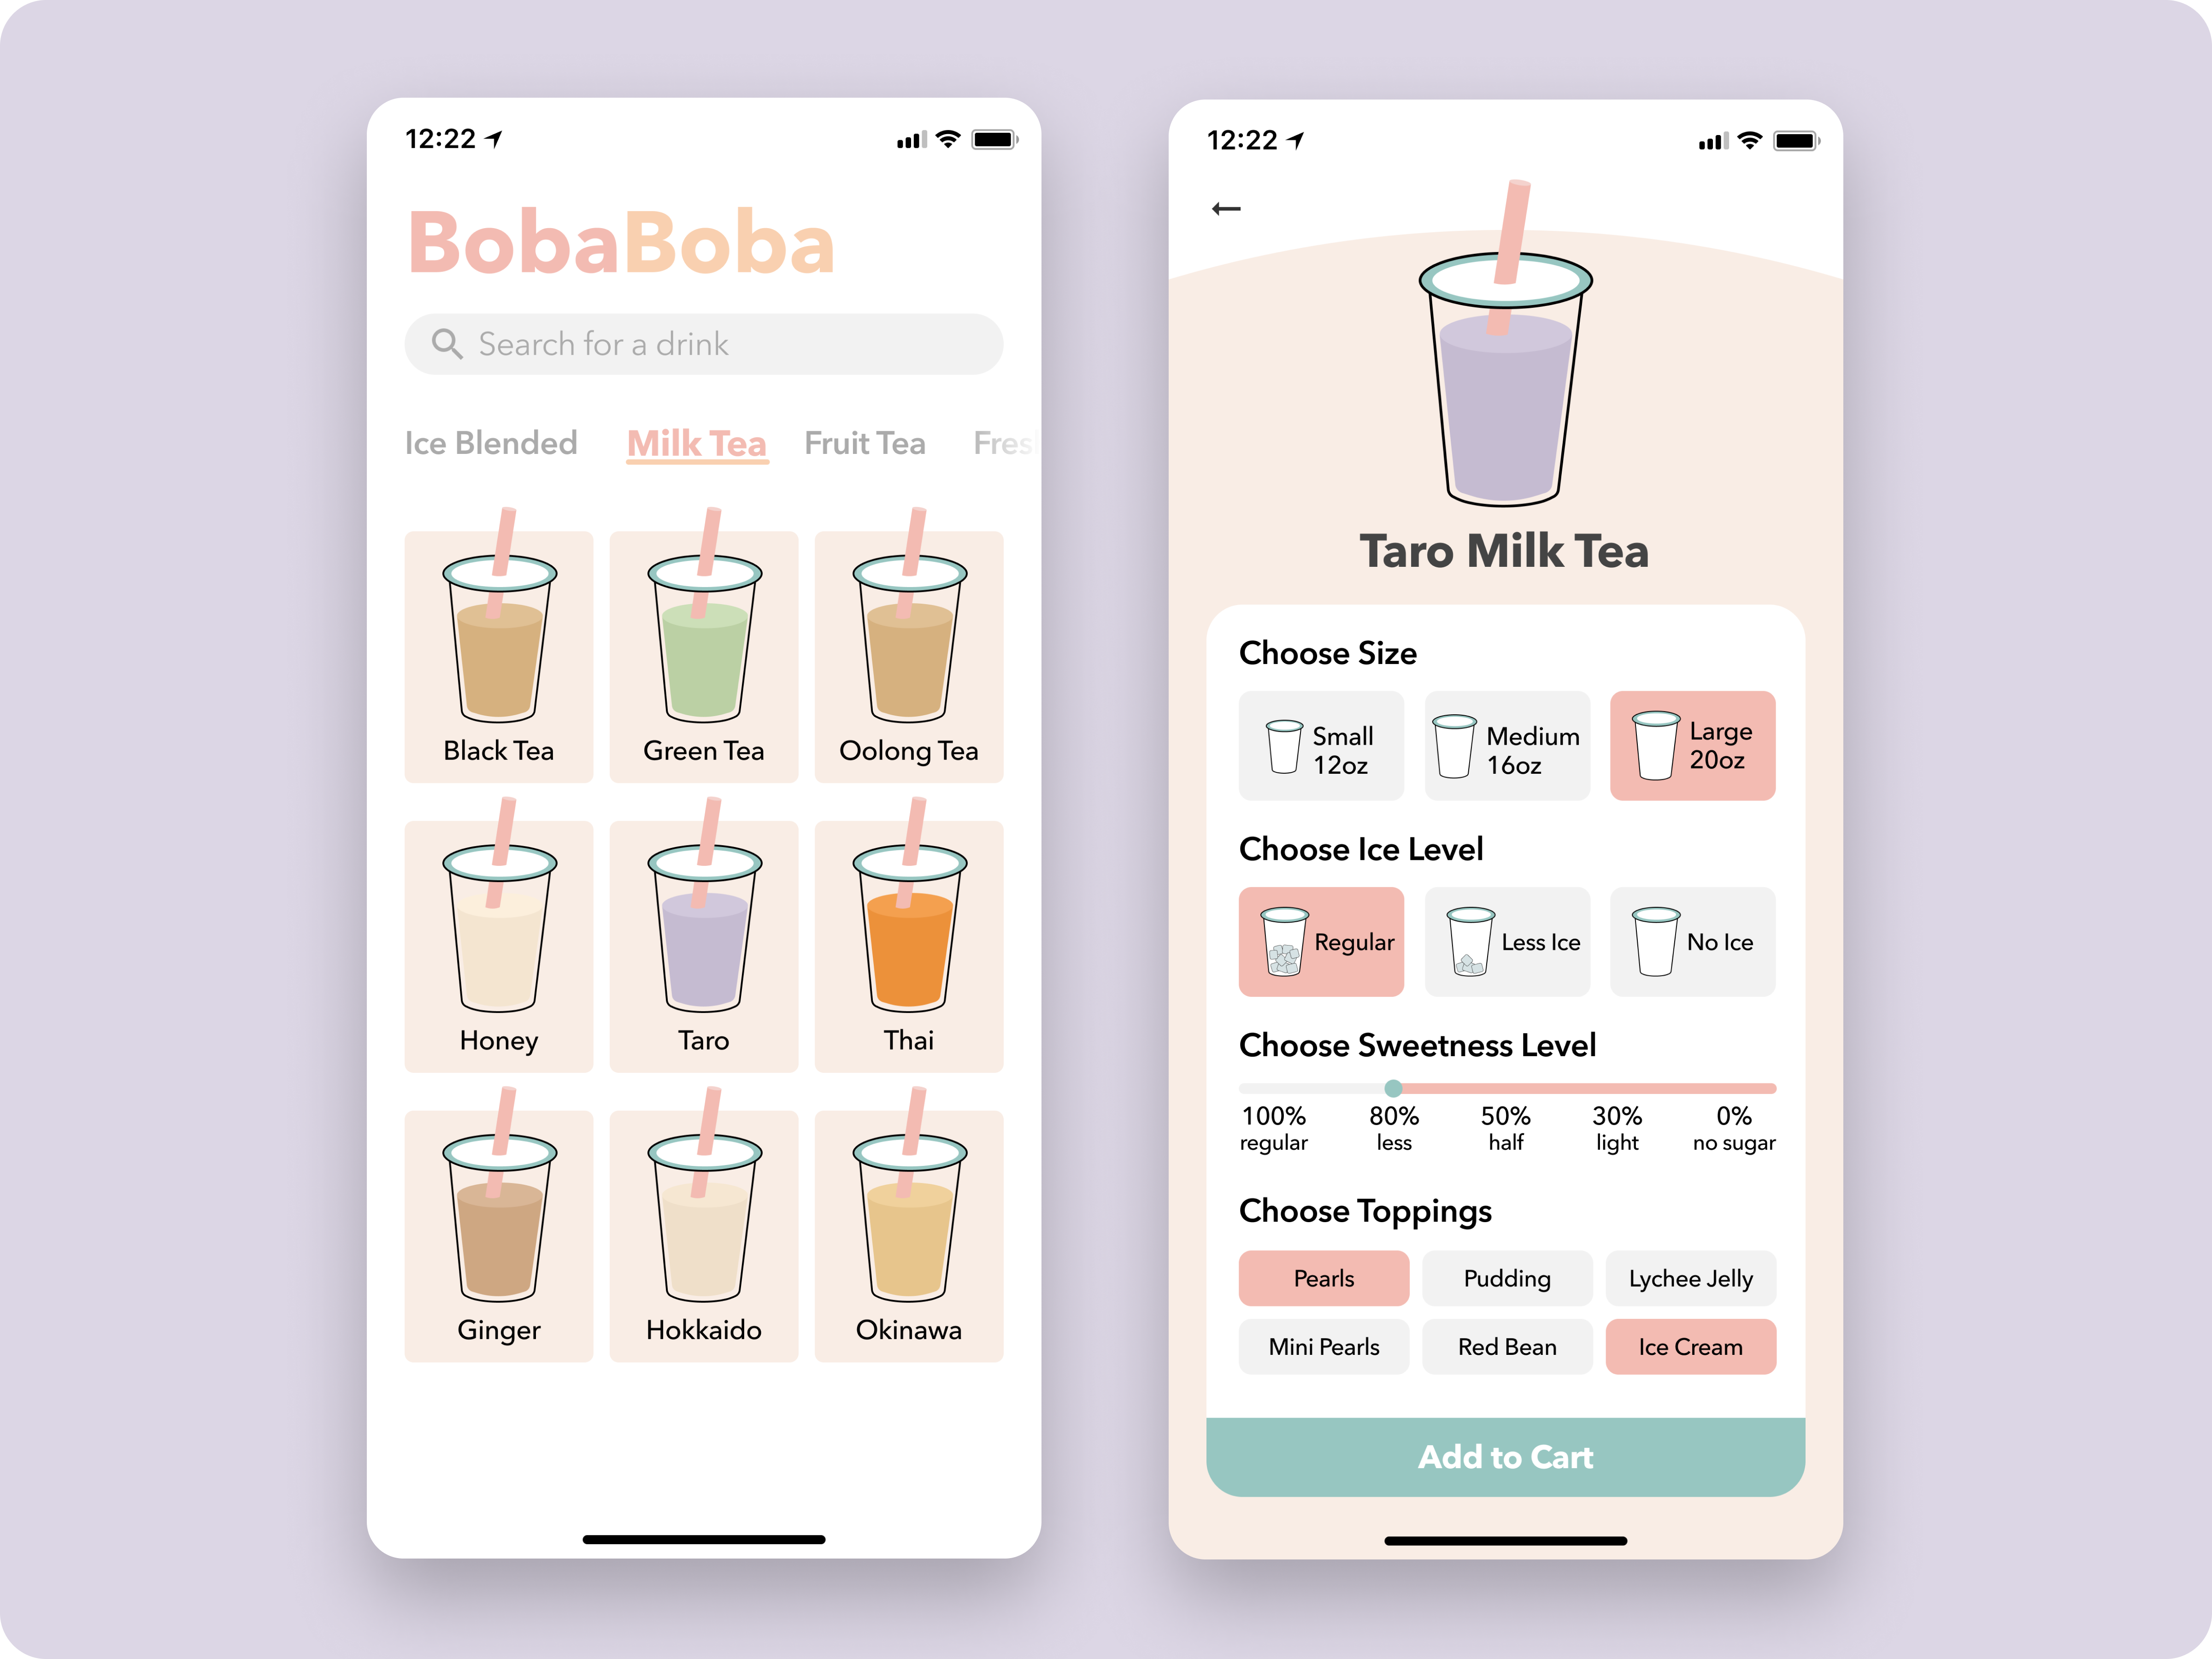 12:22
BobaBoba
Search for a drink
Ice Blended Milk Tea Fruit Tea Fres
Black Tea Green Tea Oolong Tea
Honey Taro Thai
Ginger Hokkaido Okinawa
12:22
Taro Milk Tea
Choose Size
Small Medium Large
12oz 16oz 20oz
Choose Ice Level
Regular Less Ice No Ice
Choose Sweetness Level
100% 80% 50% 30% 0%
regular less half light no sugar
Choose Toppings
Pearls Pudding Lychee Jelly
Mini Pearls Red Bean Ice Cream
Add to Cart